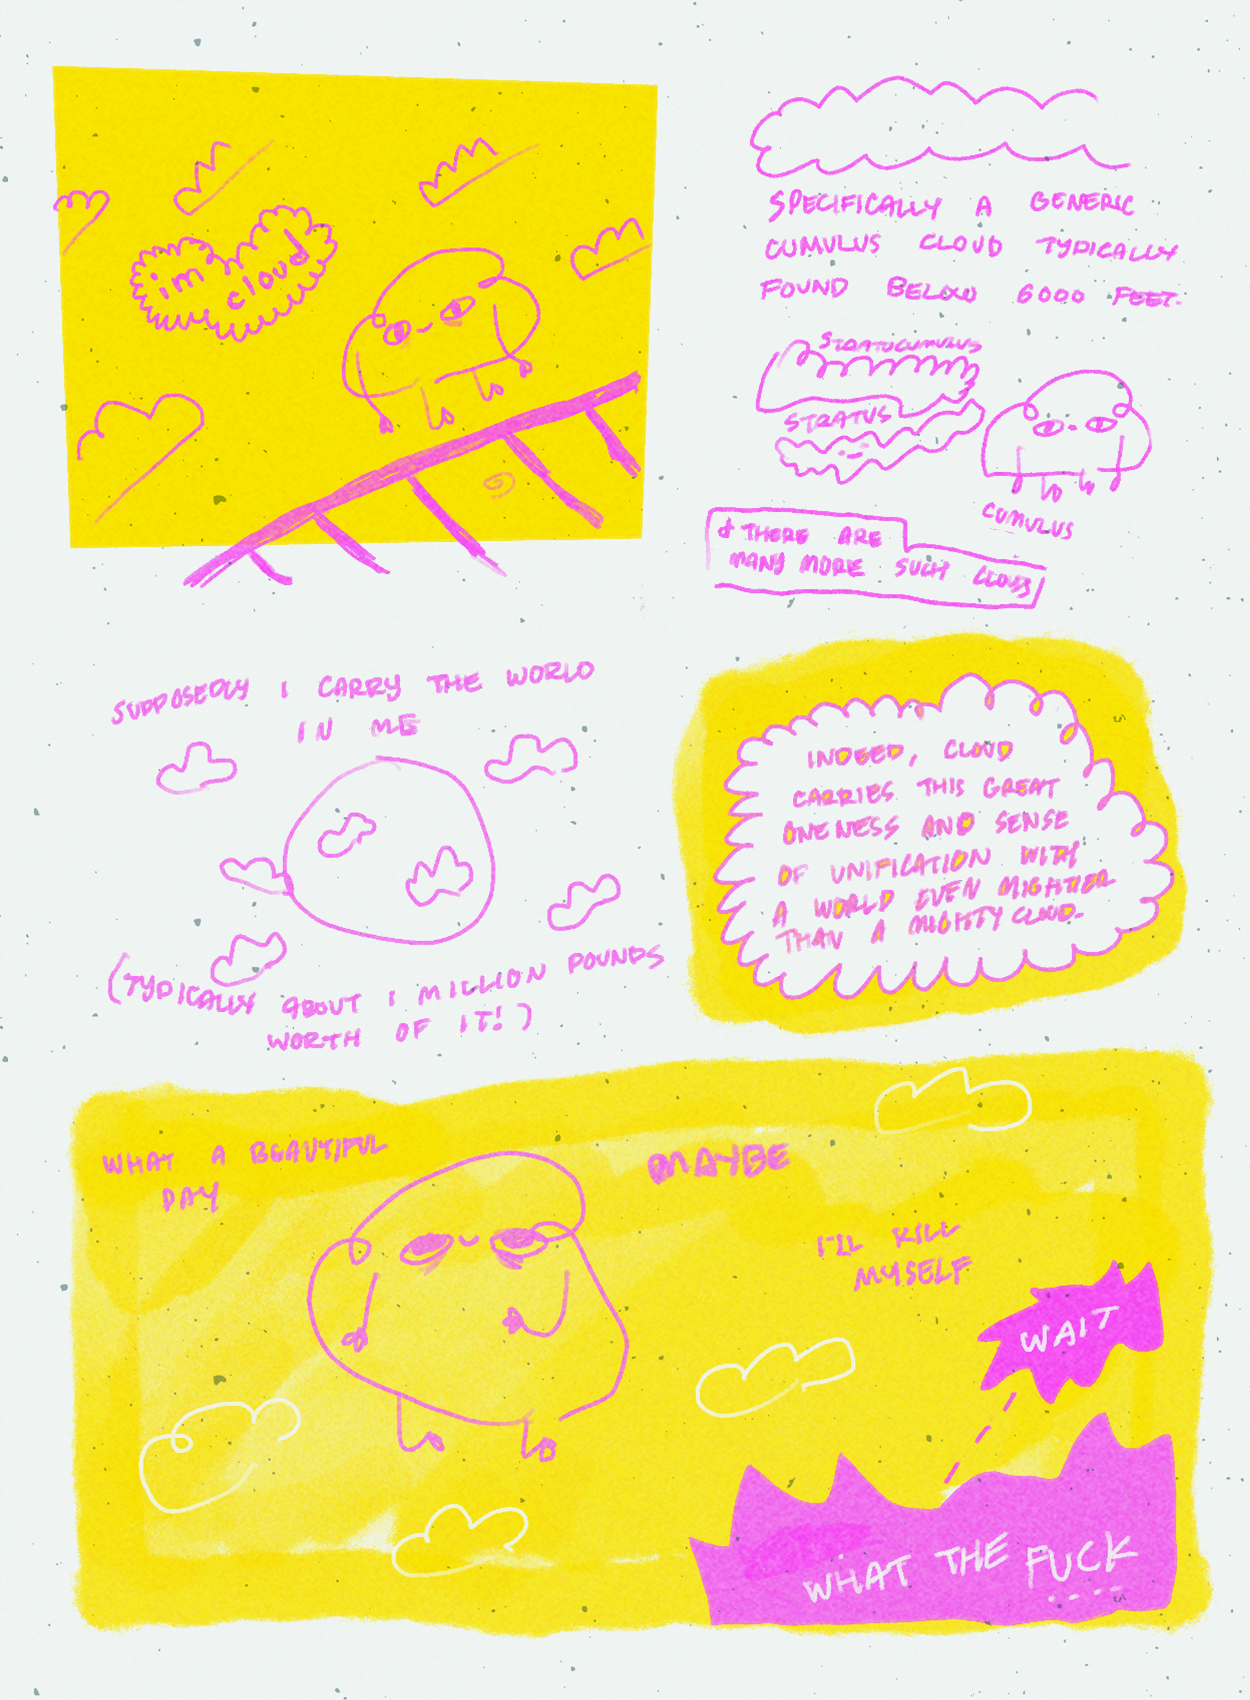 im
cloud
SPECIFICALLY A GENERIC
CUMULUS CLOUD TYPICALLY
FOUND BELOW 6000 FEET.
STRATOCUMULUS
STRATUS
CUMULUS
& THERE ARE
MANY MORE SUCH CLOUDS
SUPPOSEDLY I CARRY THE WORLD
IN ME
(TYPICALLY ABOUT 1 MILLION POUNDS
WORTH OF IT!)
INDEED, CLOUD
CARRIES THIS GREAT
ONENESS AND SENSE
OF UNIFICATION WITH
A WORLD EVEN MIGHTIER
THAN A MIGHTY CLOUD.
WHAT A BEAUTIFUL
DAY
MAYBE
I'LL KILL
MYSELF
WAIT
WHAT THE FUCK